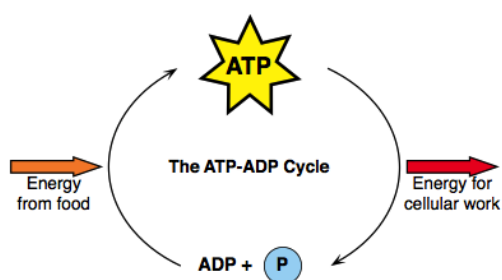 ATP
The ATP-ADP Cycle
Energy
from food
Energy for
cellular work
ADP + P